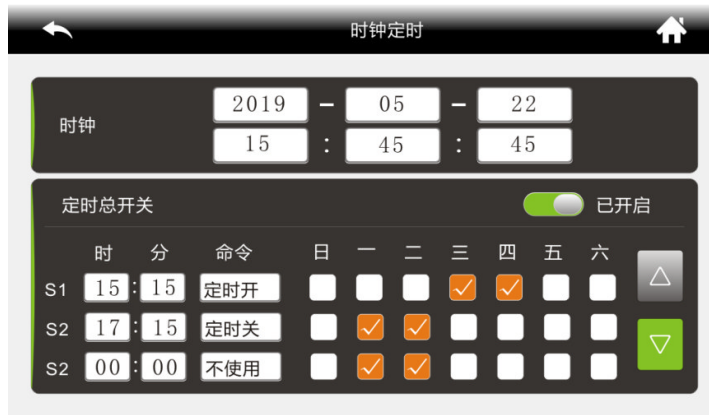 时钟定时
时钟 2019 - 05 - 22
15 : 45 : 45
定时总开关 已开启
时 分 命令 日 一 二 三 四 五 六
S1 15 : 15 定时开
S2 17 : 15 定时关
S2 00 : 00 不使用